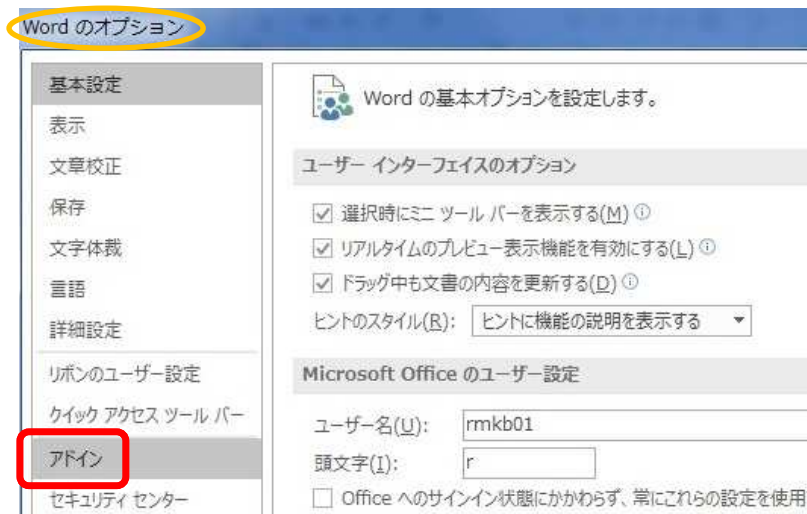 Word のオプション
基本設定
表示
文章校正
保存
文字体裁
言語
詳細設定
リボンのユーザー設定
クイック アクセス ツール バー
アドイン
セキュリティ センター
Word の基本オプションを設定します。
ユーザー インターフェイスのオプション
選択時にミニ ツール バーを表示する(M)
リアルタイムのプレビュー表示機能を有効にする(L)
ドラッグ中も文書の内容を更新する(D)
ヒントのスタイル(R): ヒントに機能の説明を表示する
Microsoft Office のユーザー設定
ユーザー名(U): rmkb01
頭文字(I): r
Office へのサインイン状態にかかわらず、常にこれらの設定を使用